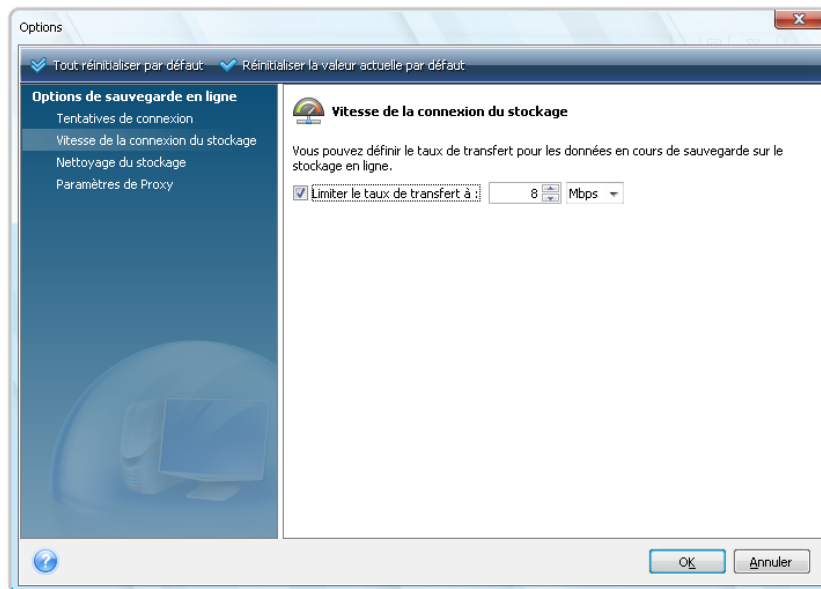 Options
Tout réinitialiser par défaut Réinitialiser la valeur actuelle par défaut
Options de sauvegarde en ligne
Tentatives de connexion
Vitesse de la connexion du stockage
Nettoyage du stockage
Paramètres de Proxy
Vitesse de la connexion du stockage
Vous pouvez définir le taux de transfert pour les données en cours de sauvegarde sur le
stockage en ligne.
Limiter le taux de transfert à : 8 Mbps
OK Annuler